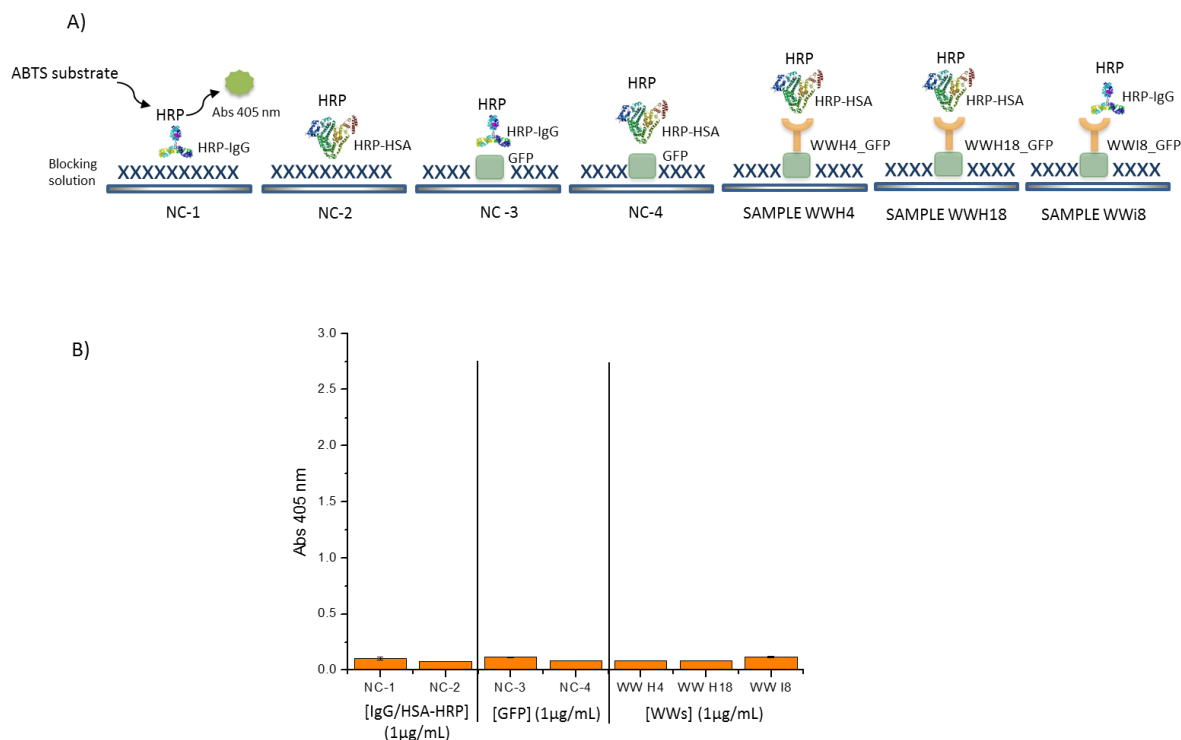 A)
ABTS substrate
HRP
Abs 405 nm
HRP-IgG
Blocking
solution
XXXXXXXXXX
NC-1
HRP
HRP-HSA
XXXXXXXXXX
NC-2
HRP
HRP-IgG
GFP
XXXX XXXX
NC -3
HRP
HRP-HSA
GFP
XXXX XXXX
NC-4
HRP
HRP-HSA
WWH4_GFP
XXXX XXXX
SAMPLE WWH4
HRP
HRP-HSA
WWH18_GFP
XXXX XXXX
SAMPLE WWH18
HRP
HRP-IgG
WWI8_GFP
XXXX XXXX
SAMPLE WWi8
B)
Abs 405 nm
3.0
2.5
2.0
1.5
1.0
0.5
0.0
NC-1 NC-2 NC-3 NC-4 WW H4 WW H18 WW I8
[IgG/HSA-HRP] [GFP] (1µg/mL) [WWs] (1µg/mL)
(1µg/mL)